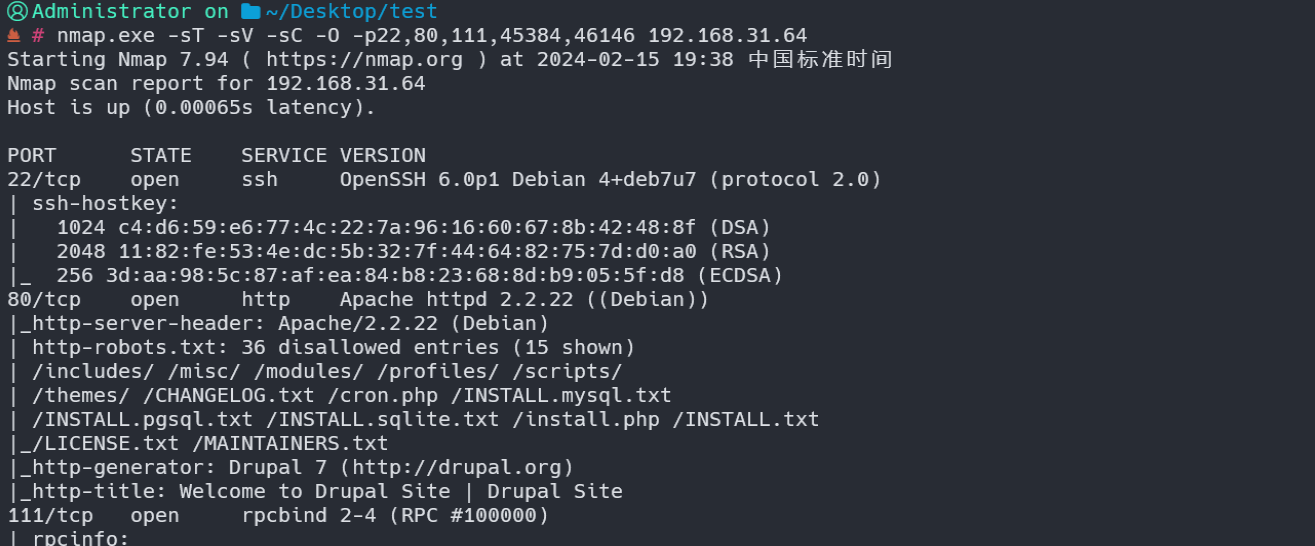 Administrator on ~/Desktop/test
# nmap.exe -sT -sV -sC -O -p22,80,111,45384,46146 192.168.31.64
Starting Nmap 7.94 ( https://nmap.org ) at 2024-02-15 19:38 中国标准时间
Nmap scan report for 192.168.31.64
Host is up (0.00065s latency).
PORT      STATE    SERVICE VERSION
22/tcp    open     ssh     OpenSSH 6.0p1 Debian 4+deb7u7 (protocol 2.0)
| ssh-hostkey:
|   1024 c4:d6:59:e6:77:4c:22:7a:96:16:60:67:8b:42:48:8f (DSA)
|   2048 11:82:fe:53:4e:dc:5b:32:7f:44:64:82:75:7d:d0:a0 (RSA)
|_  256 3d:aa:98:5c:87:af:ea:84:b8:23:68:8d:b9:05:5f:d8 (ECDSA)
80/tcp    open     http    Apache httpd 2.2.22 ((Debian))
|_http-server-header: Apache/2.2.22 (Debian)
| http-robots.txt: 36 disallowed entries (15 shown)
| /includes/ /misc/ /modules/ /profiles/ /scripts/
| /themes/ /CHANGELOG.txt /cron.php /INSTALL.mysql.txt
| /INSTALL.pgsql.txt /INSTALL.sqlite.txt /install.php /INSTALL.txt
|_/LICENSE.txt /MAINTAINERS.txt
|_http-generator: Drupal 7 (http://drupal.org)
|_http-title: Welcome to Drupal Site | Drupal Site
111/tcp   open     rpcbind 2-4 (RPC #100000)
| rpcinfo: